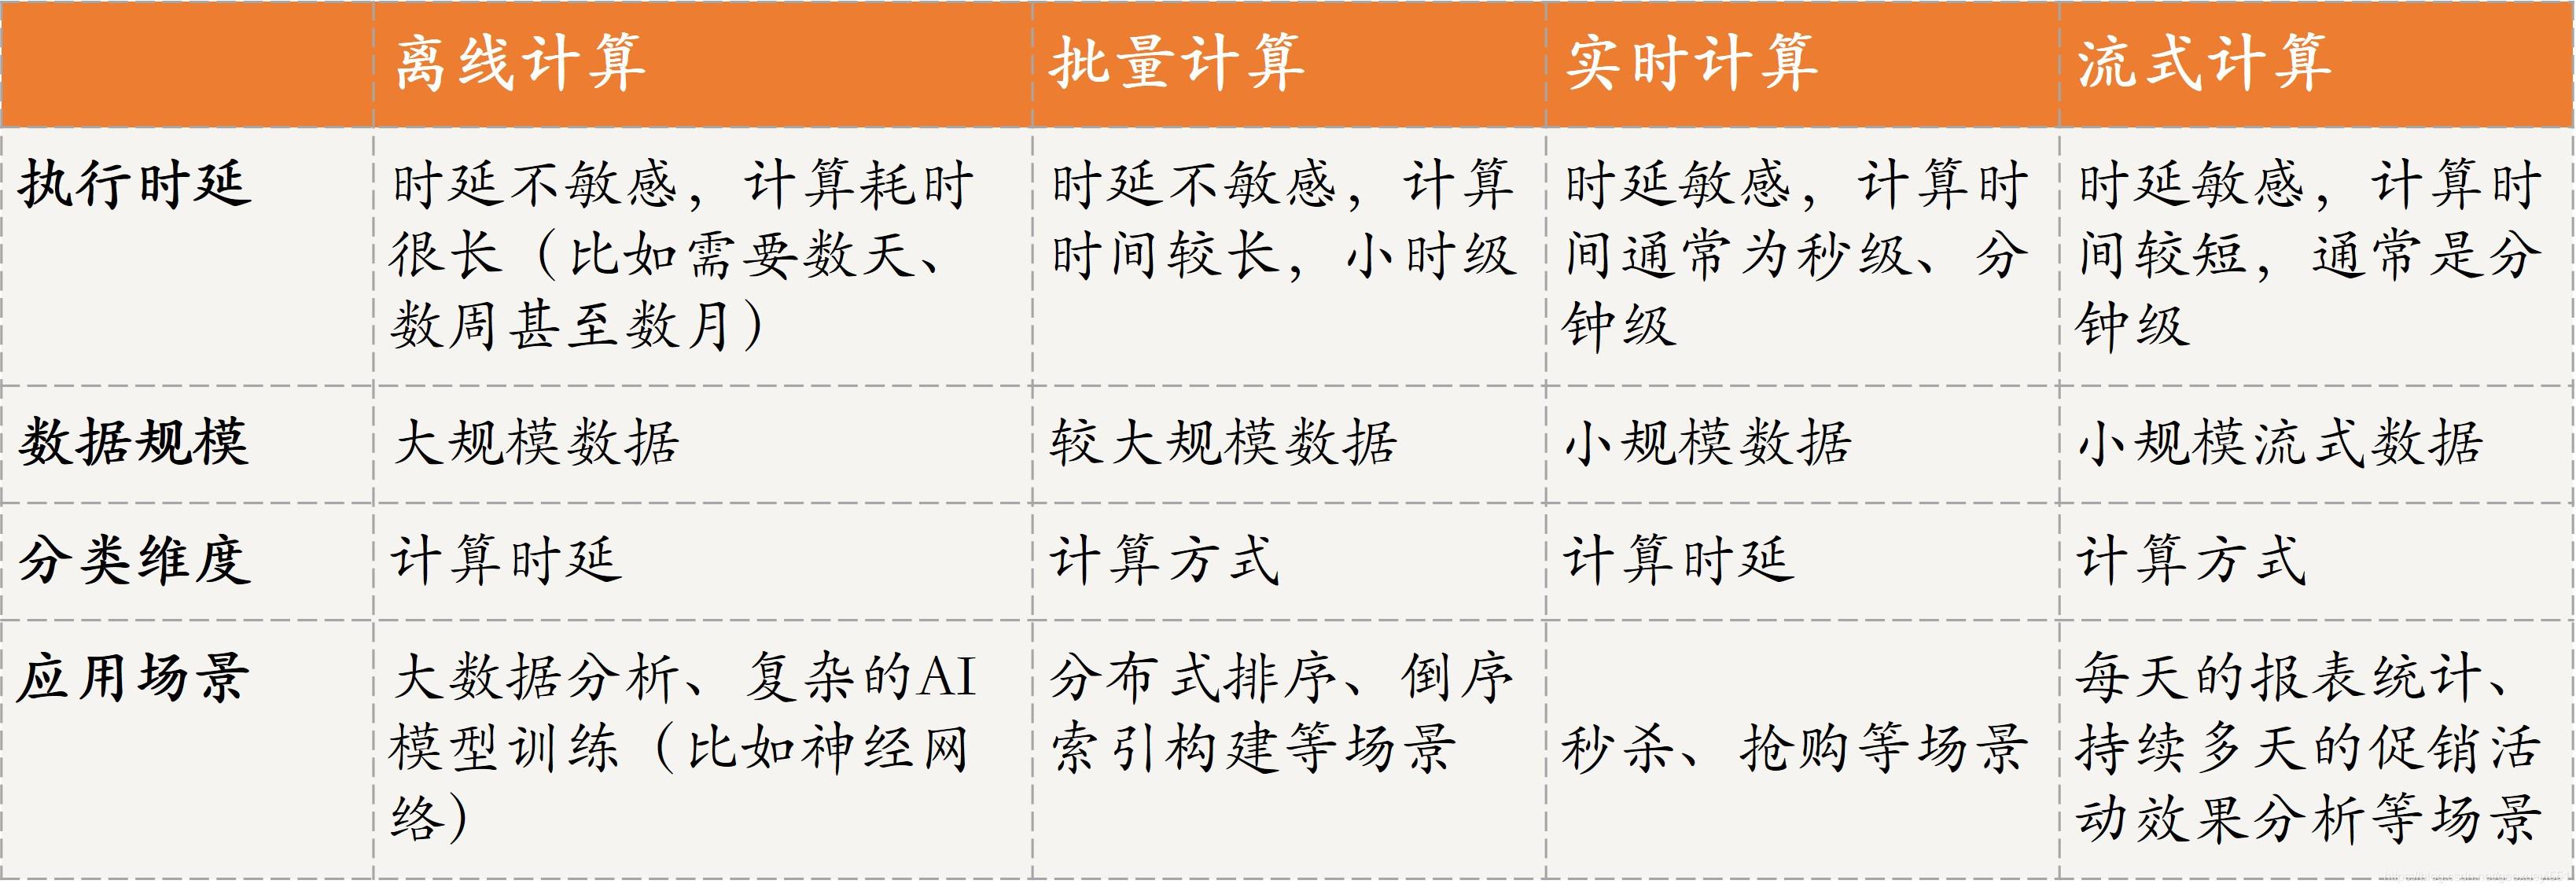 离线计算
批量计算
实时计算
流式计算
执行时延
时延不敏感，计算耗时
很长（比如需要数天、
数周甚至数月）
时延不敏感，计算
时间较长，小时级
时延敏感，计算时
间通常为秒级、分
钟级
时延敏感，计算时
间较短，通常是分
钟级
数据规模
大规模数据
较大规模数据
小规模数据
小规模流式数据
分类维度
计算时延
计算方式
计算时延
计算方式
应用场景
大数据分析、复杂的AI
模型训练（比如神经网
络）
分布式排序、倒序
索引构建等场景
秒杀、抢购等场景
每天的报表统计、
持续多天的促销活
动效果分析等场景